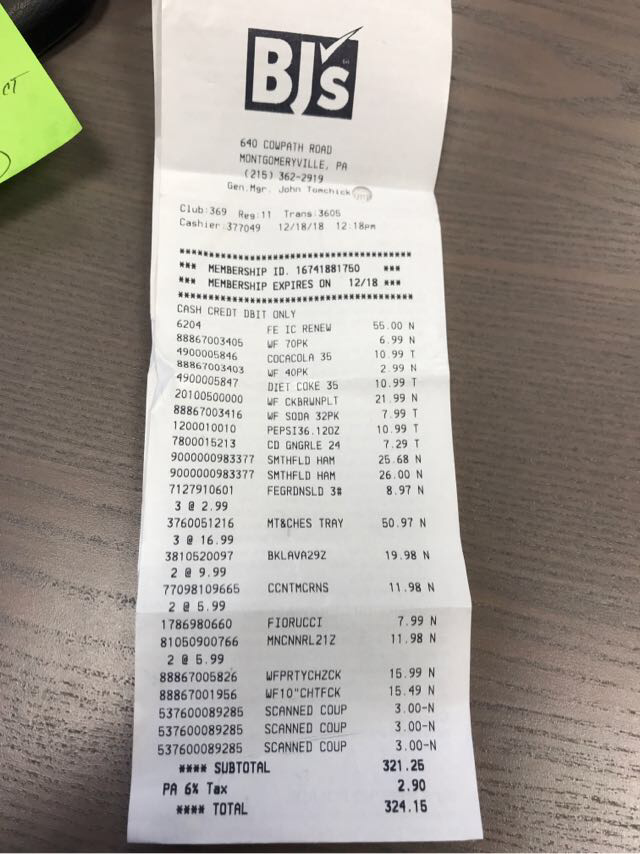 CT
BJ's
640 COWPATH ROAD
MONTGOMERYVILLE, PA
(215) 362-2919
Gen.Mgr. John Tomchick
Club:369 Reg:11 Trans:3605
Cashier:377049 12/18/18 12:18pm
****************************************
*** MEMBERSHIP ID. 16741881750 ***
*** MEMBERSHIP EXPIRES ON 12/18 ***
****************************************
CASH CREDT DBIT ONLY
6204 FE IC RENEW 55.00 N
88867003405 WF 70PK 6.99 N
4900005846 COCACOLA 35 10.99 T
88867003403 WF 40PK 2.99 N
4900005847 DIET COKE 35 10.99 T
20100500000 WF CKBRWNPLT 21.99 N
88867003416 WF SODA 32PK 7.99 T
1200010010 PEPSI36.12OZ 10.99 T
7800015213 CD GNGRLE 24 7.29 T
9000000983377 SMTHFLD HAM 25.68 N
9000000983377 SMTHFLD HAM 26.00 N
7127910601 FEGRDNSLD 3# 8.97 N
3 @ 2.99
3760051216 MT&CHES TRAY 50.97 N
3 @ 16.99
3810520097 BKLAVA29Z 19.98 N
2 @ 9.99
77098109665 CCNTMCRNS 11.98 N
2 @ 5.99
1786980660 FIORUCCI 7.99 N
81050900766 MNCNNRL21Z 11.98 N
2 @ 5.99
88867005826 WFPRTYCHZCK 15.99 N
88867001956 WF10"CHTFCK 15.49 N
537600089285 SCANNED COUP 3.00-N
537600089285 SCANNED COUP 3.00-N
537600089285 SCANNED COUP 3.00-N
**** SUBTOTAL 321.25
PA 6% Tax 2.90
**** TOTAL 324.15